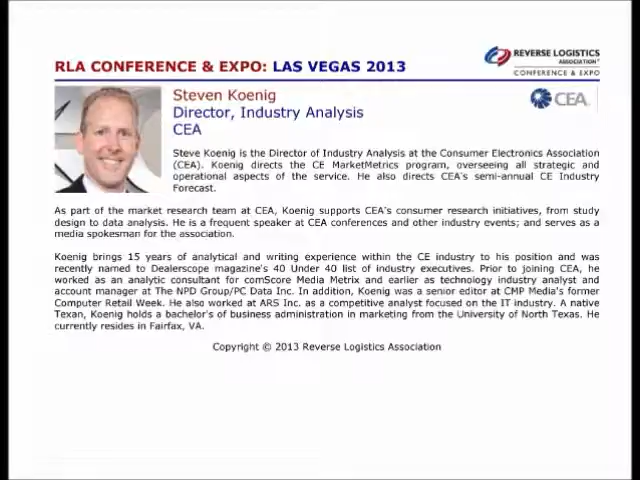 RLA CONFERENCE & EXPO: LAS VEGAS 2013
REVERSE LOGISTICS
ASSOCIATION
CONFERENCE & EXPO
Steven Koenig
Director, Industry Analysis
CEA
CEA
Steve Koenig is the Director of Industry Analysis at the Consumer Electronics Association
(CEA). Koenig directs the CE MarketMetrics program, overseeing all strategic and
operational aspects of the service. He also directs CEA's semi-annual CE Industry
Forecast.
As part of the market research team at CEA, Koenig supports CEA's consumer research initiatives, from study
design to data analysis. He is a frequent speaker at CEA conferences and other industry events; and serves as a
media spokesman for the association.
Koenig brings 15 years of analytical and writing experience within the CE industry to his position and was
recently named to Dealerscope magazine's 40 Under 40 list of industry executives. Prior to joining CEA, he
worked as an analytic consultant for comScore Media Metrix and earlier as technology industry analyst and
account manager at The NPD Group/PC Data Inc. In addition, Koenig was a senior editor at CMP Media's former
Computer Retail Week. He also worked at ARS Inc. as a competitive analyst focused on the IT industry. A native
Texan, Koenig holds a bachelor's of business administration in marketing from the University of North Texas. He
currently resides in Fairfax, VA.
Copyright © 2013 Reverse Logistics Association